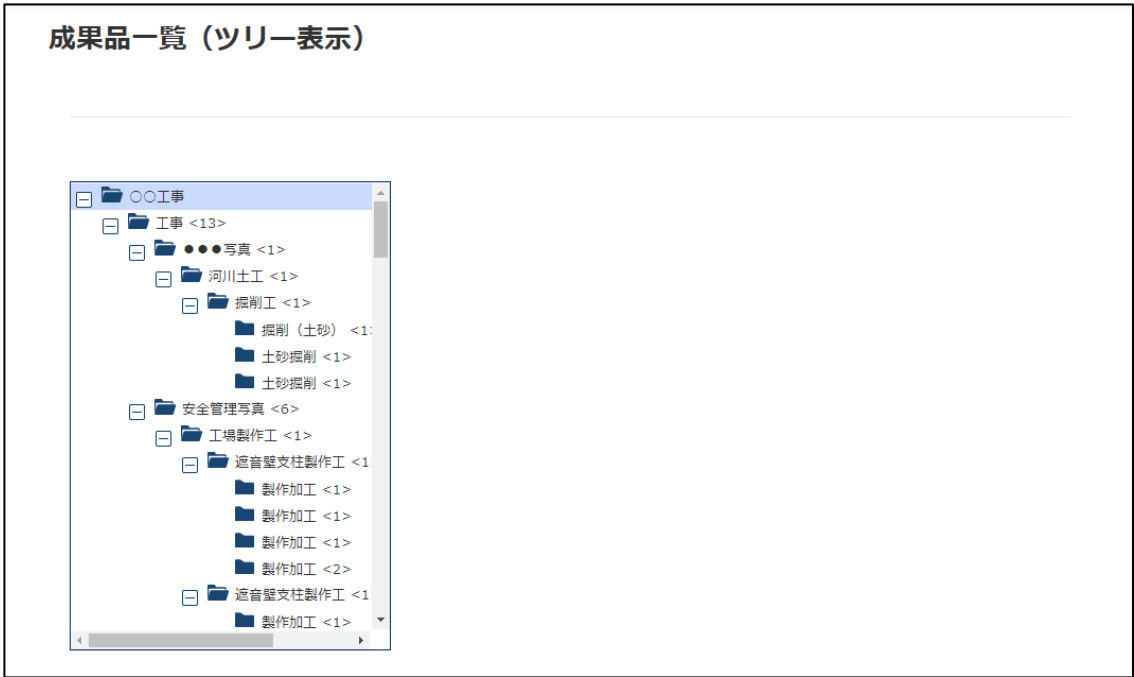 成果品一覧（ツリー表示）
〇〇工事
工事 <13>
●●●写真 <1>
河川土工 <1>
掘削工 <1>
掘削（土砂） <1
土砂掘削 <1>
土砂掘削 <1>
安全管理写真 <6>
工場製作工 <1>
遮音壁支柱製作工 <1
製作加工 <1>
製作加工 <1>
製作加工 <1>
製作加工 <2>
遮音壁支柱製作工 <1
製作加工 <1>